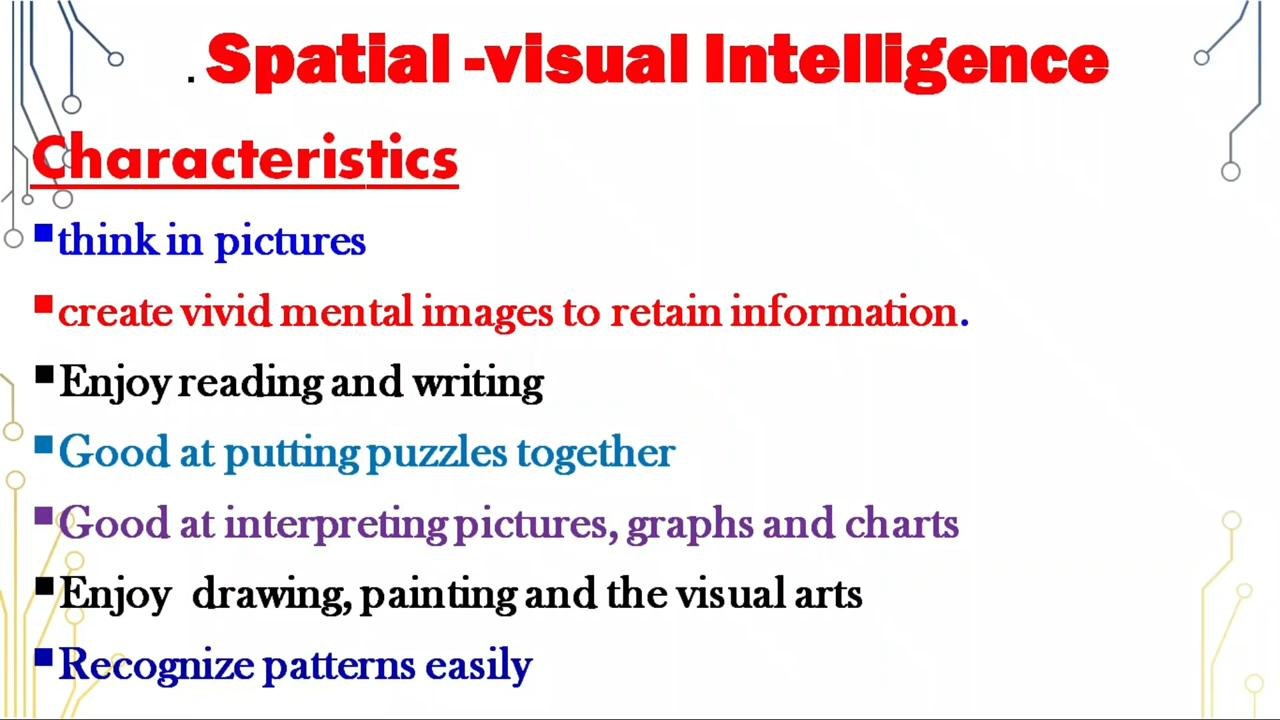 . Spatial -visual Intelligence
Characteristics
▪think in pictures
▪create vivid mental images to retain information.
▪Enjoy reading and writing
▪Good at putting puzzles together
▪Good at interpreting pictures, graphs and charts
▪Enjoy drawing, painting and the visual arts
▪Recognize patterns easily